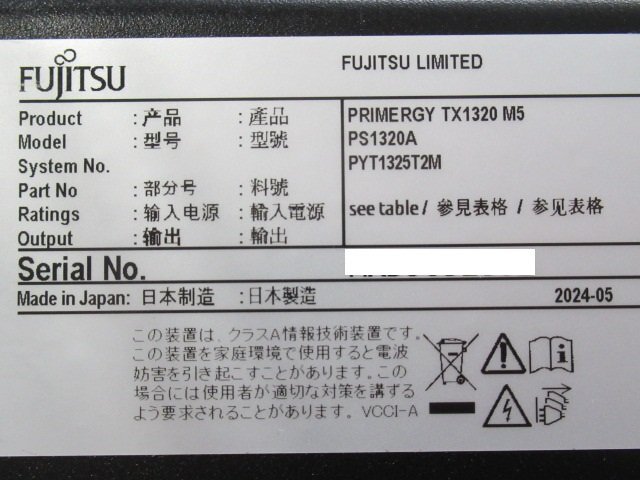 FUJITSU
FUJITSU LIMITED
Product : 产品 : 產品 PRIMERGY TX1320 M5
Model : 型号 : 型號 PS1320A
System No. PYT1325T2M
Part No : 部分号 : 料號
Ratings : 输入电源 : 輸入電源 see table / 參見表格 / 参见表格
Output : 输出 : 輸出
Serial No.
Made in Japan: 日本制造 : 日本製造 2024-05
この装置は、クラスA情報技術装置です。
この装置を家庭環境で使用すると電波
妨害を引き起こすことがあります。この
場合には使用者が適切な対策を講ずる
よう要求されることがあります。 VCCI-A